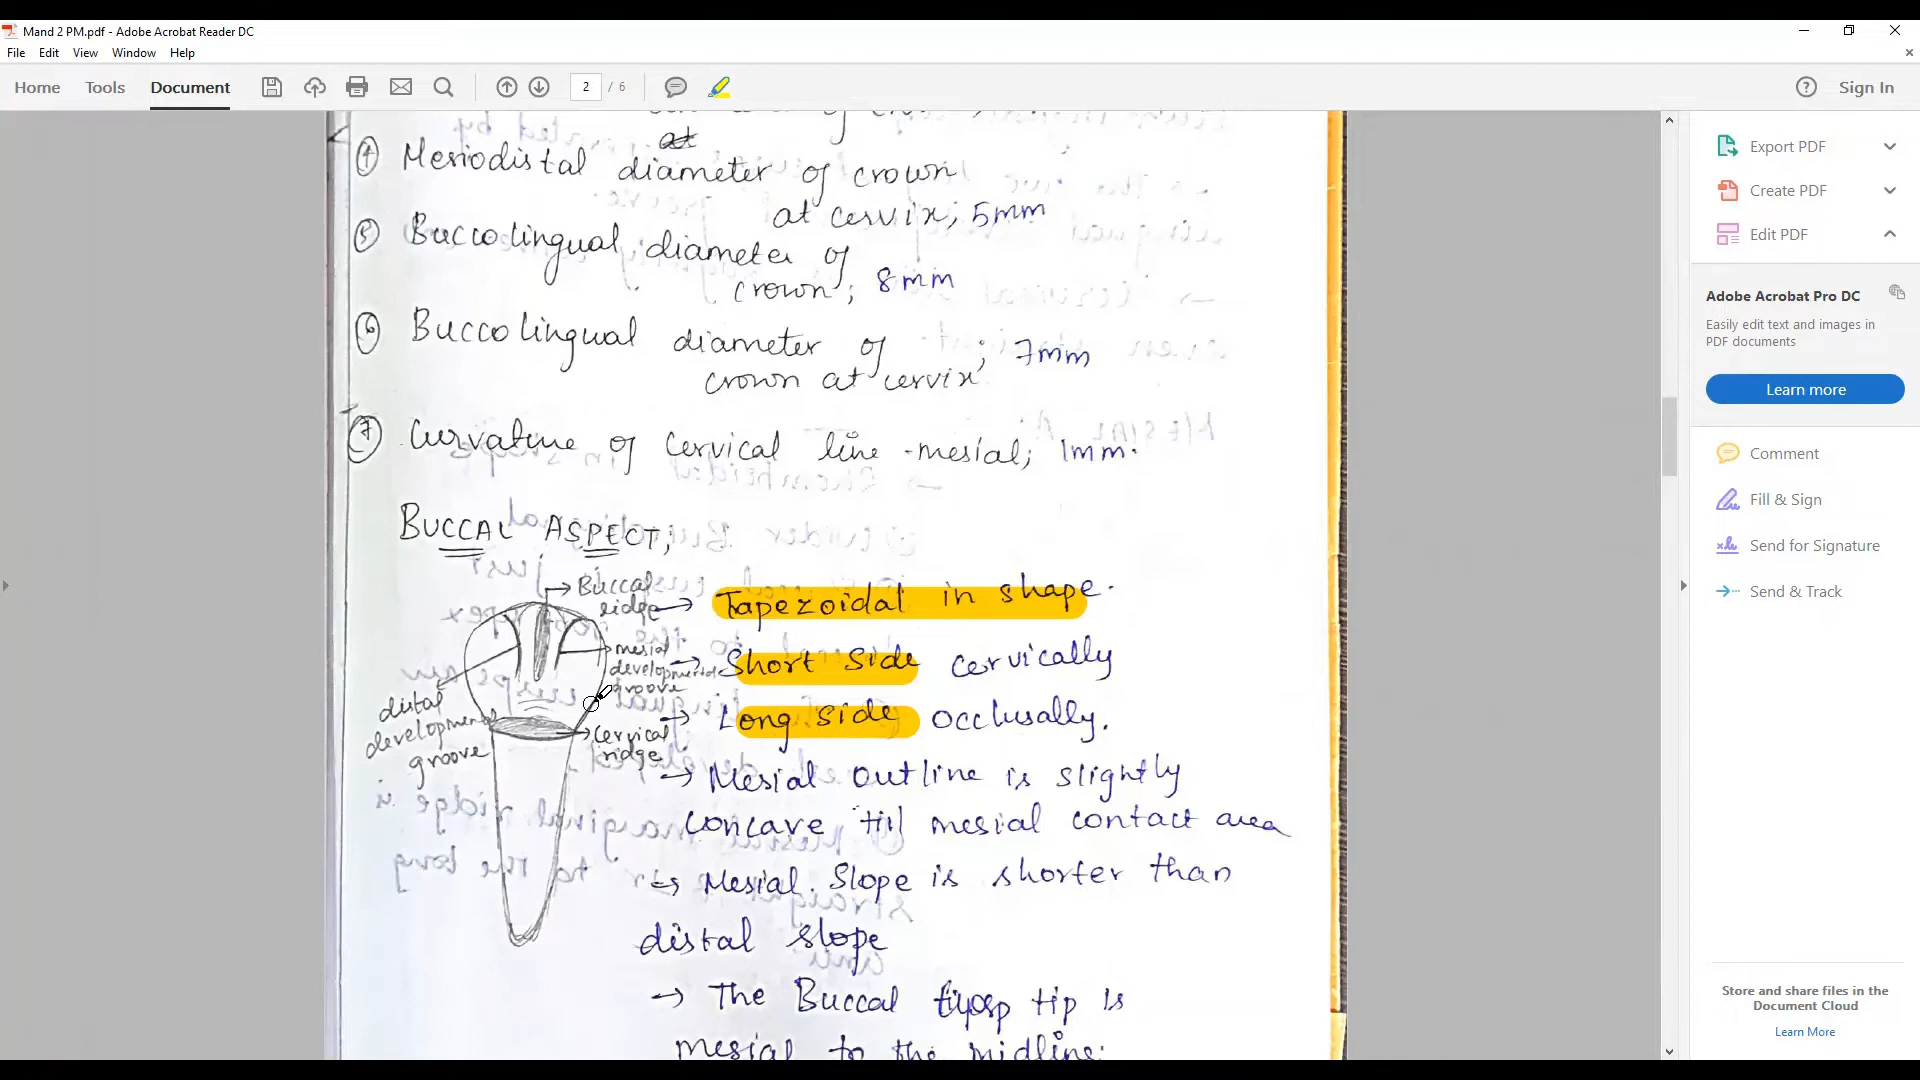 Mand 2 PM.pdf - Adobe Acrobat Reader DC
File Edit View Window Help
Home Tools Document 2 / 6 Sign In
④ Mesiodistal diameter of crown
at cervix; 5mm
⑤ Buccolingual diameter of
crown; 8mm
⑥ Buccolingual diameter of ; 7mm
crown at cervix
⑦ Curvature of cervical line -mesial; 1mm.
BUCCAL ASPECT;
→ Buccal
ridge
→ Tapezoidal in shape.
mesial
developmental
groove
→ Short side cervically
distal
developmental
groove
→ Long side Occlusally.
→ Cervical
ridge
→ Mesial outline is slightly
concave till mesial contact area
→ Mesial Slope is shorter than
distal slope
→ The Buccal tip is
mesial to the midline.
Export PDF
Create PDF
Edit PDF
Adobe Acrobat Pro DC
Easily edit text and images in
PDF documents
Learn more
Comment
Fill & Sign
Send for Signature
Send & Track
Store and share files in the
Document Cloud
Learn More